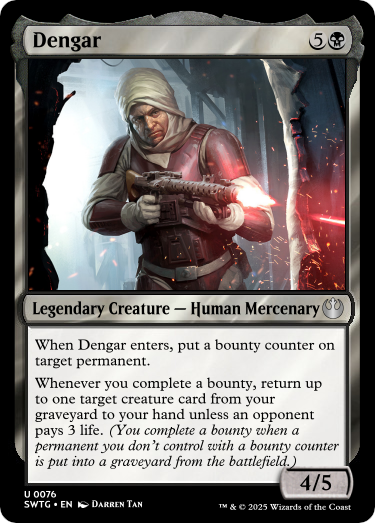 Dengar 5
Legendary Creature — Human Mercenary
When Dengar enters, put a bounty counter on
target permanent.
Whenever you complete a bounty, return up
to one target creature card from your
graveyard to your hand unless an opponent
pays 3 life. (You complete a bounty when a
permanent you don't control with a bounty counter
is put into a graveyard from the battlefield.)
4/5
U 0076
SWTG • EN Darren Tan ™ & © 2025 Wizards of the Coast